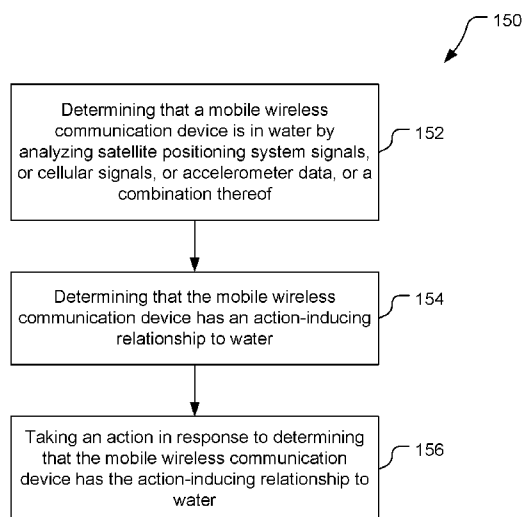 150
Determining that a mobile wireless
communication device is in water by
analyzing satellite positioning system signals,
or cellular signals, or accelerometer data, or a
combination thereof
152
Determining that the mobile wireless
communication device has an action-inducing
relationship to water
154
Taking an action in response to determining
that the mobile wireless communication
device has the action-inducing relationship to
water
156